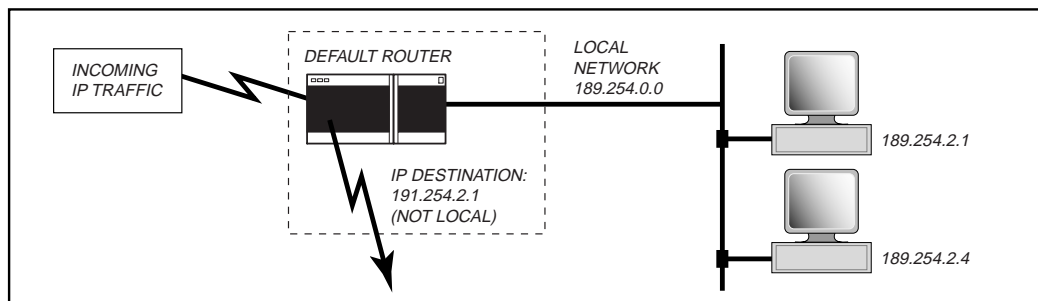 INCOMING
IP TRAFFIC
DEFAULT ROUTER
LOCAL
NETWORK
189.254.0.0
IP DESTINATION:
191.254.2.1
(NOT LOCAL)
189.254.2.1
189.254.2.4